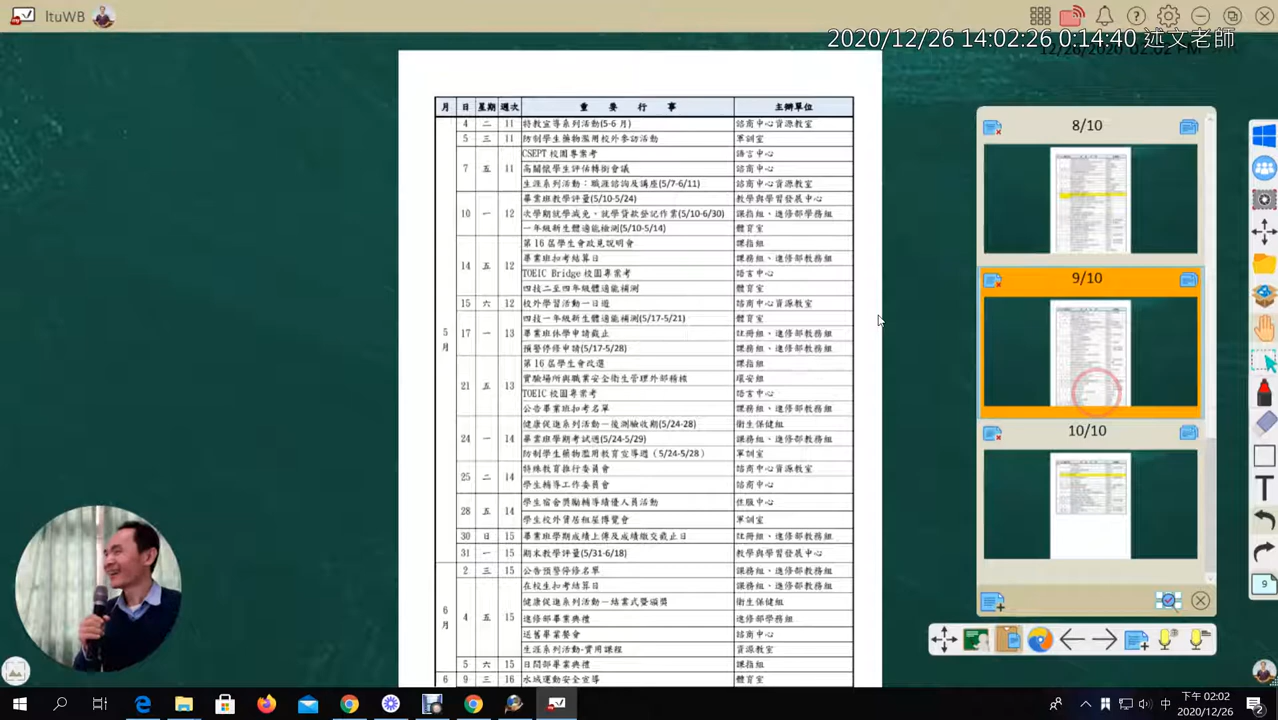 ltuWB
2020/12/26 14:02:26 0:14:40 述文老師
月 日 星期 週次 重要行事 主辦單位
4 二 11 特教宣導系列活動(5-6月) 諮商中心資源教室
5 三 11 防制學生藥物濫用校外參訪活動 軍訓室
CSEPT 校園專案考 語言中心
7 五 11 高關懷學生評估轉銜會議 諮商中心
生涯系列活動：職涯諮詢及講座(5/7-6/11) 諮商中心資源教室
畢業班教學評量(5/10-5/24) 教學與學習發展中心
10 一 12 次學期就學減免、就學貸款登記作業(5/10-6/30) 課指組、進修部學務組
一年級新生體適能檢測(5/10-5/14) 體育室
第16屆學生會政見說明會 課指組
14 五 12 畢業班扣考結算日 課務組、進修部教務組
TOEIC Bridge 校園專案考 語言中心
四技二至四年級體適能補測 體育室
15 六 12 校外學習活動一日遊 諮商中心資源教室
四技一年級新生體適能補測(5/17-5/21) 體育室
5月 17 一 13 畢業班休學申請截止 註冊組、進修部教務組
預警停修申請(5/17-5/28) 課務組、進修部教務組
第16屆學生會改選 課指組
21 五 13 實驗場所與職業安全衛生管理外部稽核 環安組
TOEIC 校園專案考 語言中心
公告畢業班扣考名單 課務組、進修部教務組
健康促進系列活動－後測驗收期(5/24-28) 衛生保健組
24 一 14 畢業班學期考試週(5/24-5/29) 課務組、進修部教務組
防制學生藥物濫用教育宣導週（5/24-5/28） 軍訓室
25 二 14 特殊教育推行委員會 諮商中心資源教室
學生輔導工作委員會 諮商中心
28 五 14 學生宿舍獎勵輔導績優人員活動 住服中心
學生校外賃居租屋博覽會 軍訓室
30 日 15 畢業班學期成績上傳及成績繳交截止日 註冊組、進修部教務組
31 一 15 期末教學評量(5/31-6/18) 教學與學習發展中心
2 三 15 公告預警停修名單 課務組、進修部教務組
在校生扣考結算日 課務組、進修部教務組
健康促進系列活動－結業式暨頒獎 衛生保健組
6月 4 五 15 進修部畢業典禮 進修部學務組
送舊畢業餐會 諮商中心
生涯系列活動-實用課程 資源教室
5 六 15 日間部畢業典禮 課指組
6 9 三 16 水域運動安全宣導 體育室
8/10
9/10
10/10
9
中
下午 02:02
2020/12/26
2